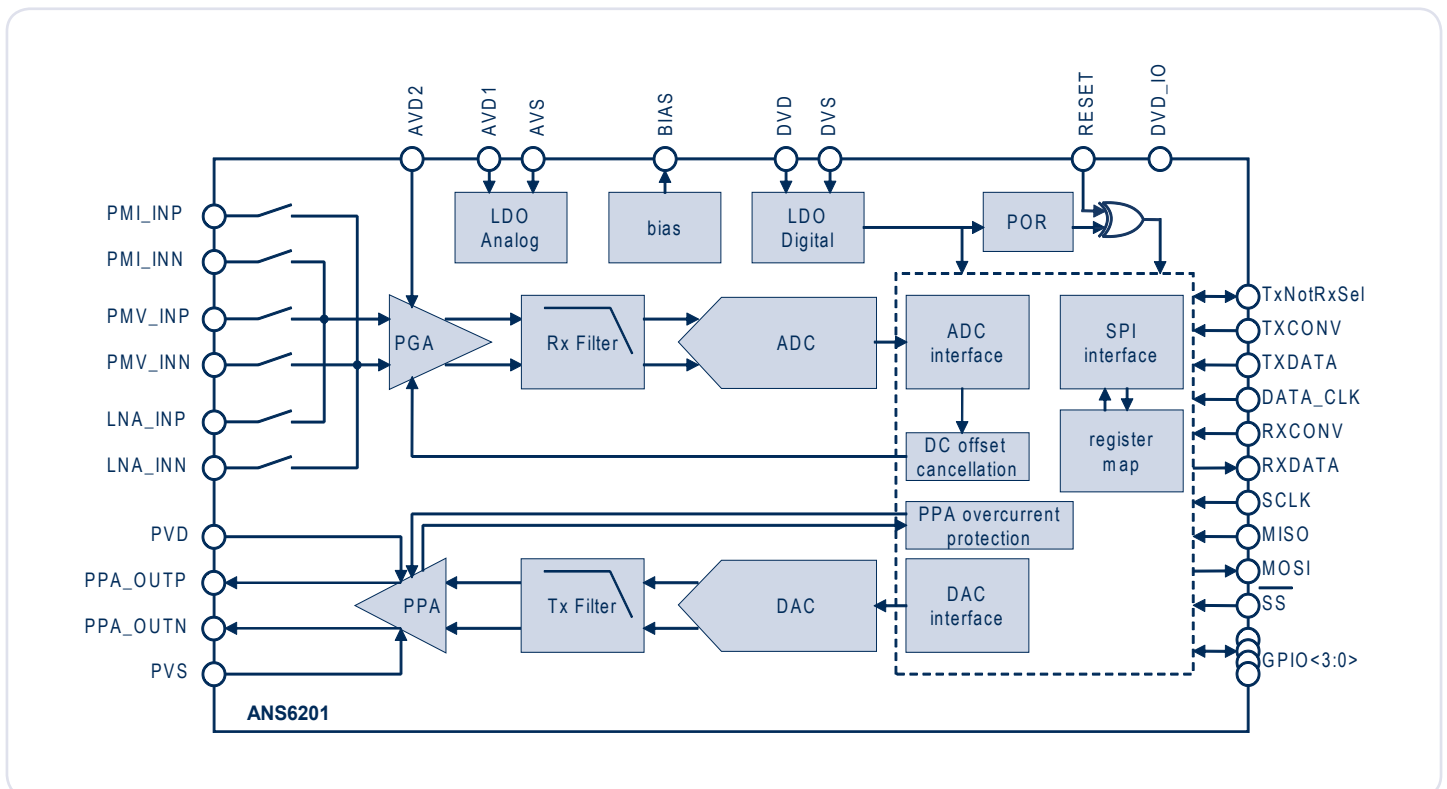 AVD2
AVD1
AVS
BIAS
DVD
DVS
RESET
DVD_IO
PMI_INP
PMI_INN
PMV_INP
PMV_INN
LNA_INP
LNA_INN
PVD
PPA_OUTP
PPA_OUTN
PVS
LDO
Analog
bias
LDO
Digital
POR
PGA
Rx Filter
ADC
ADC
interface
SPI
interface
DC offset
cancellation
register
map
PPA overcurrent
protection
PPA
Tx Filter
DAC
DAC
interface
TxNotRxSel
TXCONV
TXDATA
DATA_CLK
RXCONV
RXDATA
SCLK
MISO
MOSI
SS
GPIO<3:0>
ANS6201